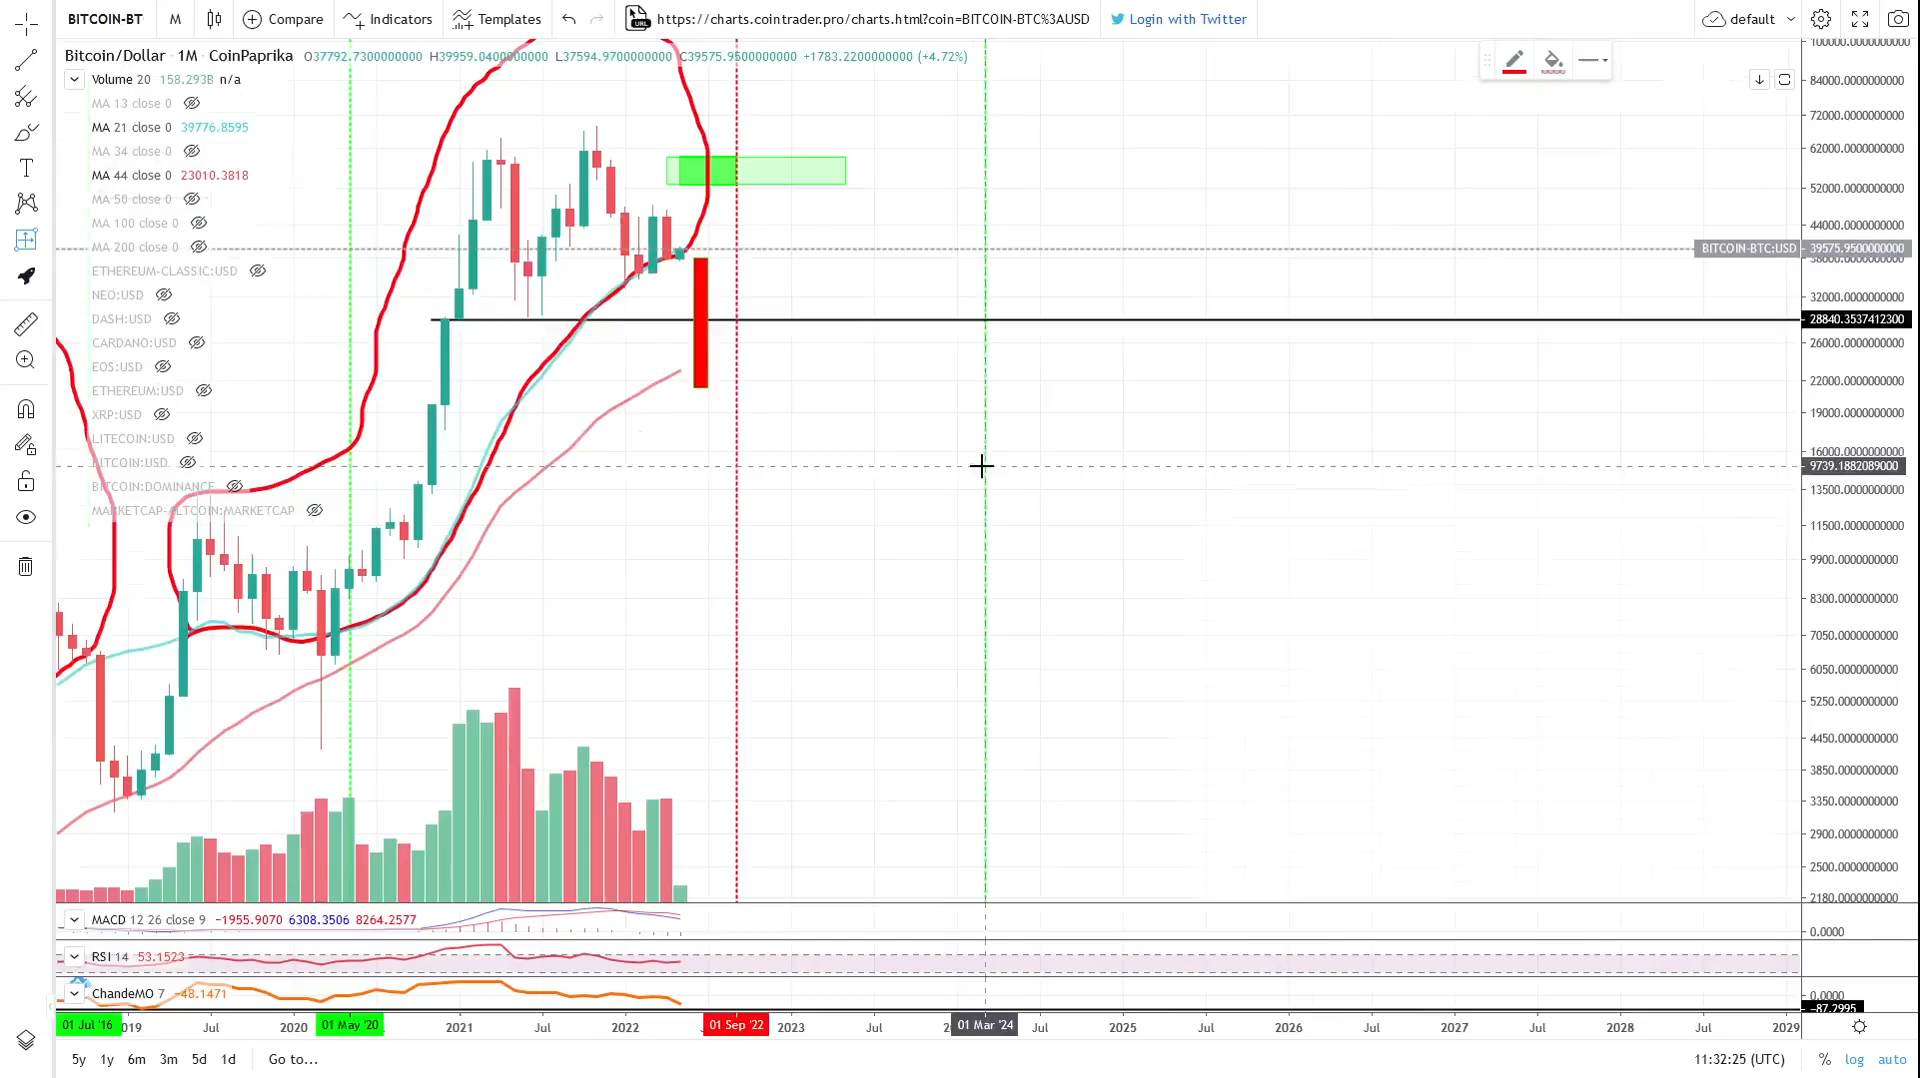 BITCOIN-BT M Compare Indicators Templates URL https://charts.cointrader.pro/charts.html?coin=BITCOIN-BTC%3AUSD Login with Twitter default
Bitcoin/Dollar 1M CoinPaprika O37792.7300000000 H39959.0400000000 L37594.9700000000 C39575.9500000000 +1783.2200000000 (+4.72%)
Volume 20 158.293B n/a
MA 13 close 0
MA 21 close 0 39776.8595
MA 34 close 0
MA 44 close 0 23010.3818
MA 50 close 0
MA 100 close 0
MA 200 close 0
ETHEREUM-CLASSIC:USD
NEO:USD
DASH:USD
CARDANO:USD
EOS:USD
ETHEREUM:USD
XRP:USD
LITECOIN:USD
BITCOIN:USD
BITCOIN:DOMINANCE
MARKETCAP-ALTCOIN:MARKETCAP
100000.0000000000
84000.0000000000
72000.0000000000
62000.0000000000
52000.0000000000
44000.0000000000
BITCOIN-BTC:USD 39575.9500000000
38000.0000000000
32000.0000000000
28840.3537412300
26000.0000000000
22000.0000000000
19000.0000000000
16000.0000000000
9739.1882089000
13500.0000000000
11500.0000000000
9900.0000000000
8300.0000000000
7050.0000000000
6050.0000000000
5250.0000000000
4450.0000000000
3850.0000000000
3350.0000000000
2900.0000000000
2500.0000000000
2180.0000000000
MACD 12 26 close 9 −1955.9070 6308.3506 8264.2577
0.0000
RSI 14 53.1523
ChandeMO 7 −48.1471
0.0000
−87.2995
01 Jul '16 2019 Jul 2020 01 May '20 2021 Jul 2022 01 Sep '22 2023 Jul 01 Mar '24 Jul 2025 Jul 2026 Jul 2027 Jul 2028 Jul 2029
5y 1y 6m 3m 5d 1d Go to... 11:32:25 (UTC) % log auto